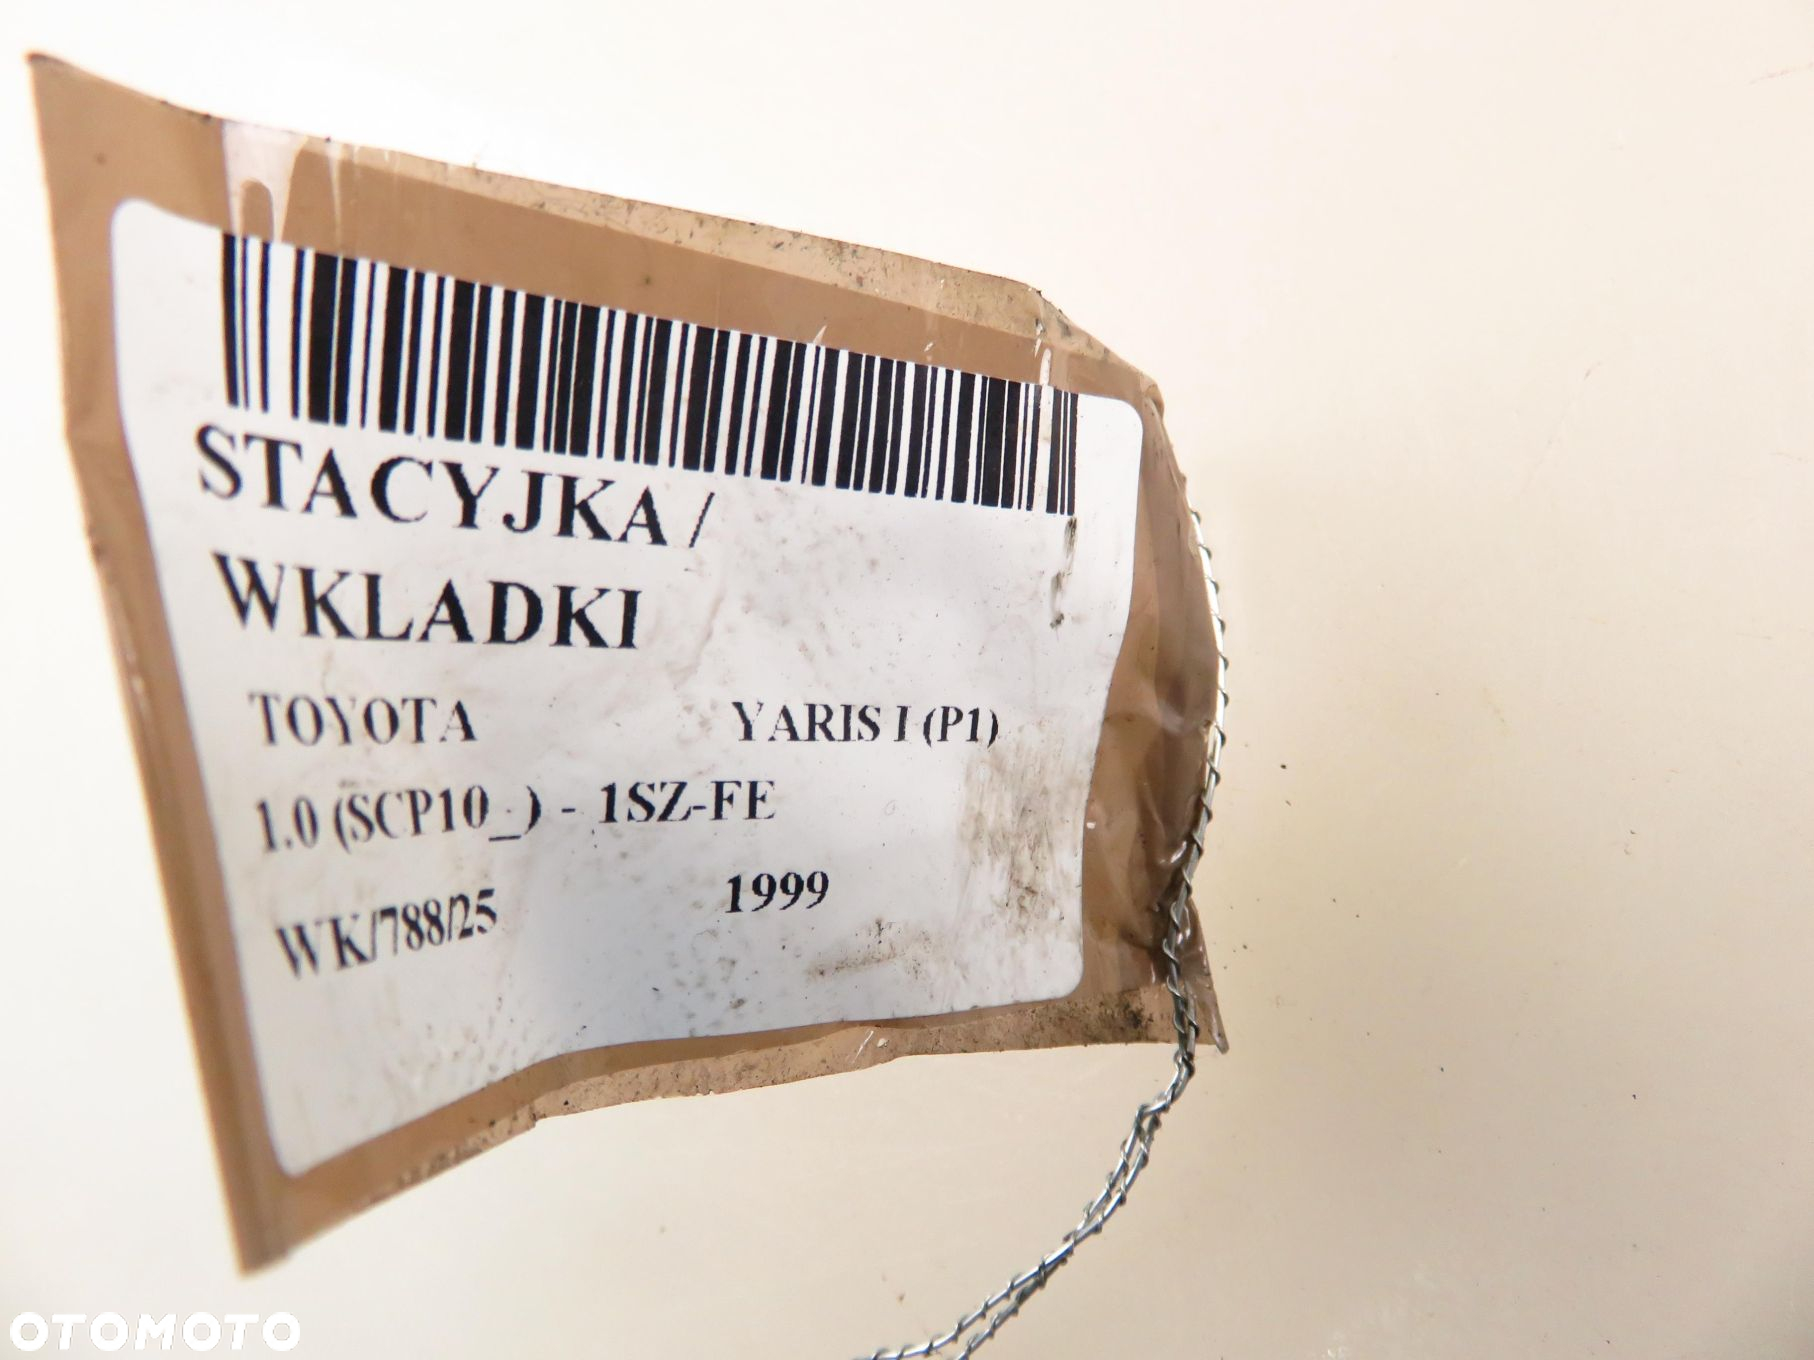 STACYJKA /
WKLADKI
TOYOTA YARIS I (P1)
1.0 (SCP10_) - 1SZ-FE
WK/788/25 1999
OTOMOTO